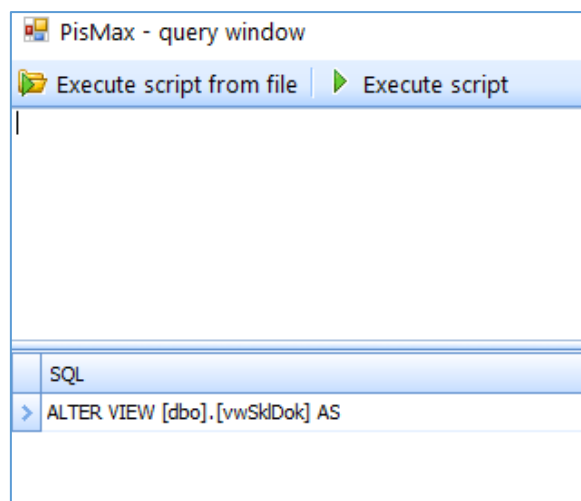 PisMax - query window
Execute script from file Execute script
SQL
ALTER VIEW [dbo].[vwSklDok] AS